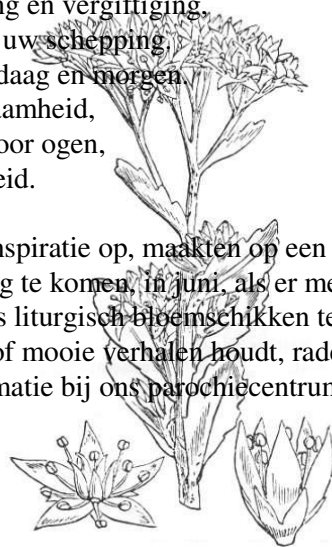 ng en vergiftiging,
uw schepping.
daag en morgen.
aamheid,
oor ogen,
eid.
nspiratie op, maakten op een
g te komen, in juni, als er me
s liturgisch bloemschikken te
of mooie verhalen houdt, rade
matie bij ons parochiecentrum